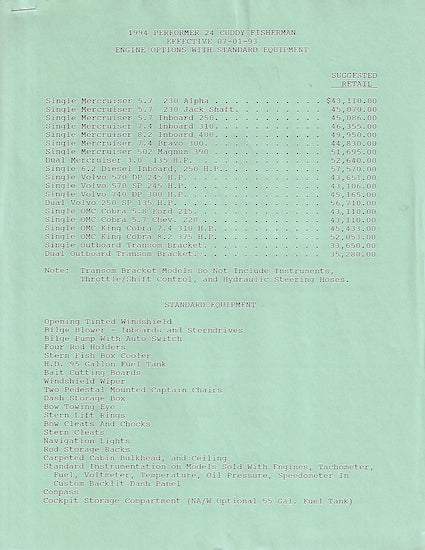 1994 PERFORMER 24 CUDDY FISHERMAN
EFFECTIVE 07-01-93
ENGINE OPTIONS WITH STANDARD EQUIPMENT
SUGGESTED
RETAIL
Single Mercruiser 5.7 230 Alpha . . . . . . . . . . . $43,110.00
Single Mercruiser 5.7 230 Jack Shaft. . . . . . . . . 45,070.00
Single Mercruiser 5.7 Inboard 250. . . . . . . . . . . 45,086.00
Single Mercruiser 7.4 Inboard 310. . . . . . . . . . . 46,355.00
Single Mercruiser 8.2 Inboard 400. . . . . . . . . . . 49,950.00
Single Mercruiser 7.4 Bravo 300. . . . . . . . . . . . 44,830.00
Single Mercruiser 502 Magnum 390 . . . . . . . . . . . 51,695.00
Dual Mercruiser 3.0 135 H.P. . . . . . . . . . . . . . 52,640.00
Single 6.2 Diesel Inboard, 250 H.P. . . . . . . . . . 57,570.00
Single Volvo 570 DP 245 H.P. . . . . . . . . . . . . . 43,651.00
Single Volvo 570 SP 245 H.P. . . . . . . . . . . . . . 43,106.00
Single Volvo 740 DP 300 H.P. . . . . . . . . . . . . . 45,165.00
Dual Volvo 250 SP 135 H.P. . . . . . . . . . . . . . . 56,710.00
Single OMC Cobra 5.8 Ford 215. . . . . . . . . . . . . 43,110.00
Single OMC Cobra 5.7 Chev. 220 . . . . . . . . . . . . 43,110.00
Single OMC King Cobra 7.4 310 H.P. . . . . . . . . . . 45,433.00
Single OMC King Cobra 8.2 375 H.P. . . . . . . . . . . 52,053.00
Single Outboard Transom Bracket. . . . . . . . . . . . 33,650.00
Dual Outboard Transom Bracket. . . . . . . . . . . . . 35,280.00
Note: Transom Bracket Models Do Not Include Instruments,
Throttle/Shift Control, and Hydraulic Steering Hoses.
STANDARD EQUIPMENT
Opening Tinted Windshield
Bilge Blower - Inboards and Sterndrives
Bilge Pump With Auto Switch
Four Rod Holders
Stern Fish Box Cooler
H.D. 95 Gallon Fuel Tank
Bait Cutting Boards
Windshield Wiper
Two Pedestal Mounted Captain Chairs
Dash Storage Box
Bow Towing Eye
Stern Lift Rings
Bow Cleats And Chocks
Stern Cleats
Navigation Lights
Rod Storage Racks
Carpeted Cabin Bulkhead, and Ceiling
Standard Instrumentation on Models Sold With Engines, Tachometer,
Fuel, Voltmeter, Temperature, Oil Pressure, Speedometer In
Custom Backlit Dash Panel
Compass
Cockpit Storage Compartment (NA/W Optional 55 Gal. Fuel Tank)